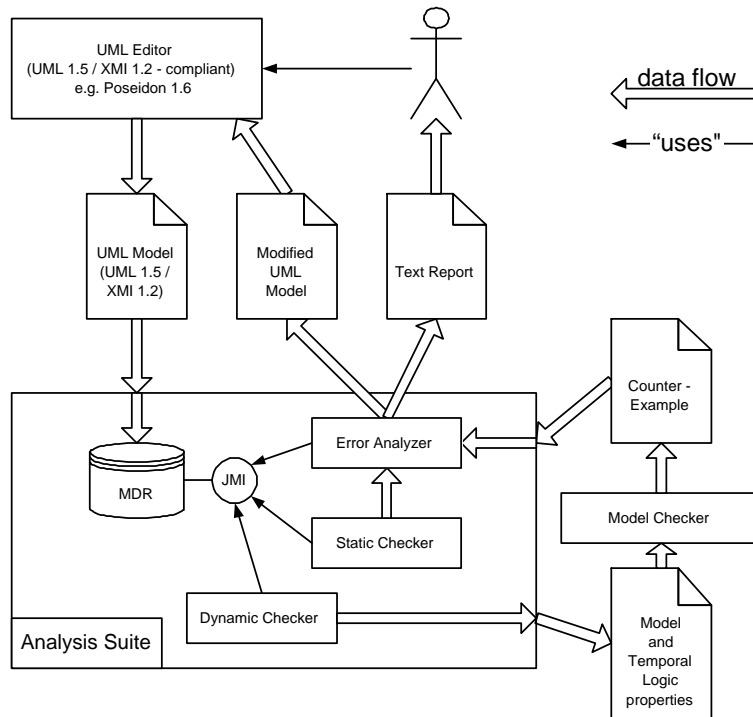 UML Editor
(UML 1.5 / XMI 1.2 - compliant)
e.g. Poseidon 1.6
data flow
“uses"
UML Model
(UML 1.5 /
XMI 1.2)
Modified
UML
Model
Text Report
Counter -
Example
Error Analyzer
MDR
JMI
Static Checker
Model Checker
Dynamic Checker
Analysis Suite
Model
and
Temporal
Logic
properties